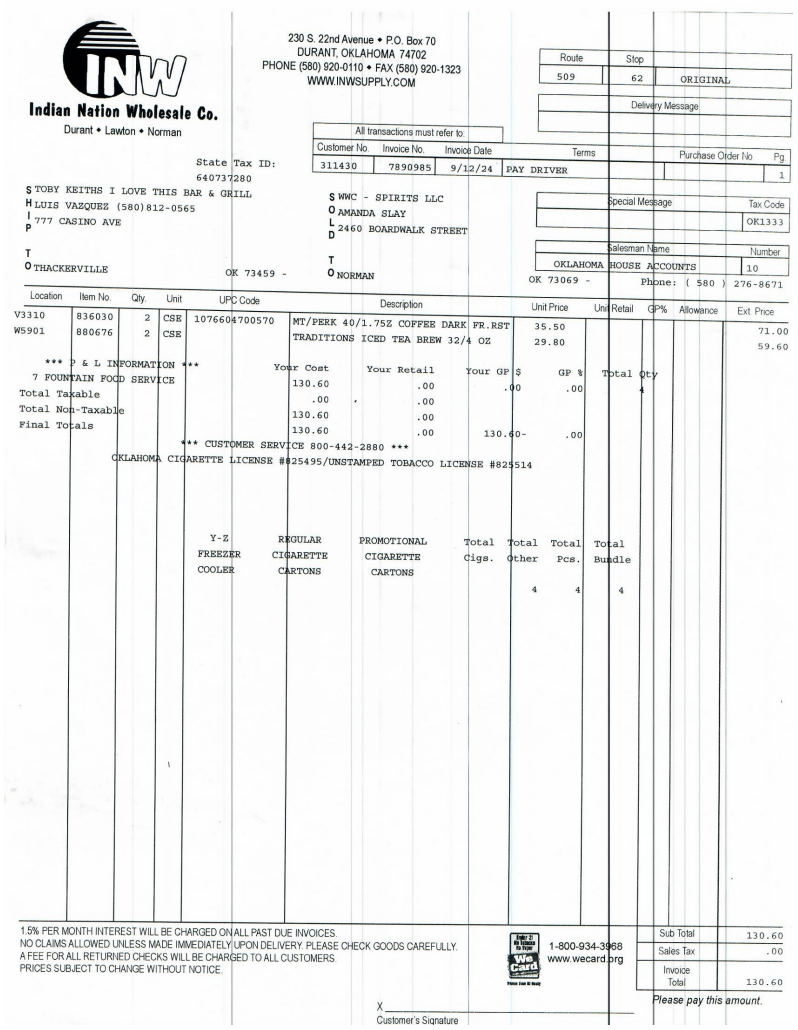 INW
Indian Nation Wholesale Co.
Durant • Lawton • Norman
230 S. 22nd Avenue • P.O. Box 70
DURANT, OKLAHOMA 74702
PHONE (580) 920-0110 • FAX (580) 920-1323
WWW.INWSUPPLY.COM
Route Stop
509 62 ORIGINAL
Delivery Message
All transactions must refer to:
Customer No. Invoice No. Invoice Date Terms Purchase Order No Pg.
311430 7890985 9/12/24 PAY DRIVER 1
State Tax ID:
640737280
SHIP TO
TOBY KEITHS I LOVE THIS BAR & GRILL
LUIS VAZQUEZ (580)812-0565
777 CASINO AVE
THACKERVILLE OK 73459 -
SOLD TO
WWC - SPIRITS LLC
AMANDA SLAY
2460 BOARDWALK STREET
NORMAN OK 73069 -
Special Message Tax Code
OK1333
Salesman Name Number
OKLAHOMA HOUSE ACCOUNTS 10
Phone: ( 580 ) 276-8671
Location Item No. Qty. Unit UPC Code Description Unit Price Unit Retail GP% Allowance Ext. Price
V3310 836030 2 CSE 1076604700570 MT/PERK 40/1.75Z COFFEE DARK FR.RST 35.50 71.00
W5901 880676 2 CSE TRADITIONS ICED TEA BREW 32/4 OZ 29.80 59.60
*** P & L INFORMATION *** Your Cost Your Retail Your GP $ GP % Total Qty
7 FOUNTAIN FOOD SERVICE 130.60 .00 .00 .00 4
Total Taxable .00 .00
Total Non-Taxable 130.60 .00
Final Totals 130.60 .00 130.60- .00
*** CUSTOMER SERVICE 800-442-2880 ***
OKLAHOMA CIGARETTE LICENSE #825495/UNSTAMPED TOBACCO LICENSE #825514
Y-Z REGULAR PROMOTIONAL Total Total Total Total
FREEZER CIGARETTE CIGARETTE Cigs. Other Pcs. Bundle
COOLER CARTONS CARTONS
4 4 4
1.5% PER MONTH INTEREST WILL BE CHARGED ON ALL PAST DUE INVOICES.
NO CLAIMS ALLOWED UNLESS MADE IMMEDIATELY UPON DELIVERY. PLEASE CHECK GOODS CAREFULLY.
A FEE FOR ALL RETURNED CHECKS WILL BE CHARGED TO ALL CUSTOMERS.
PRICES SUBJECT TO CHANGE WITHOUT NOTICE.
Under 21
No Tobacco
We Card
1-800-934-3968
www.wecard.org
Sub Total 130.60
Sales Tax .00
Invoice Total 130.60
Please pay this amount.
X
Customer's Signature